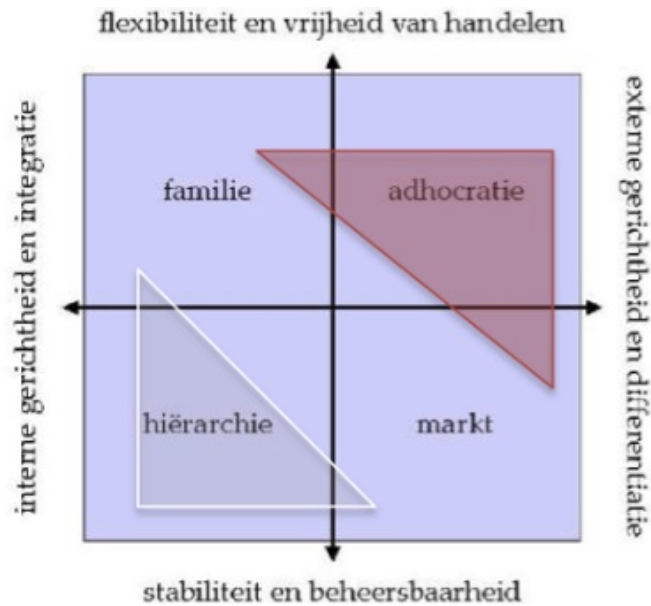 flexibiliteit en vrijheid van handelen
interne gerichtheid en integratie
externe gerichtheid en differentiatie
familie
adhocratie
hiërarchie
markt
stabiliteit en beheersbaarheid